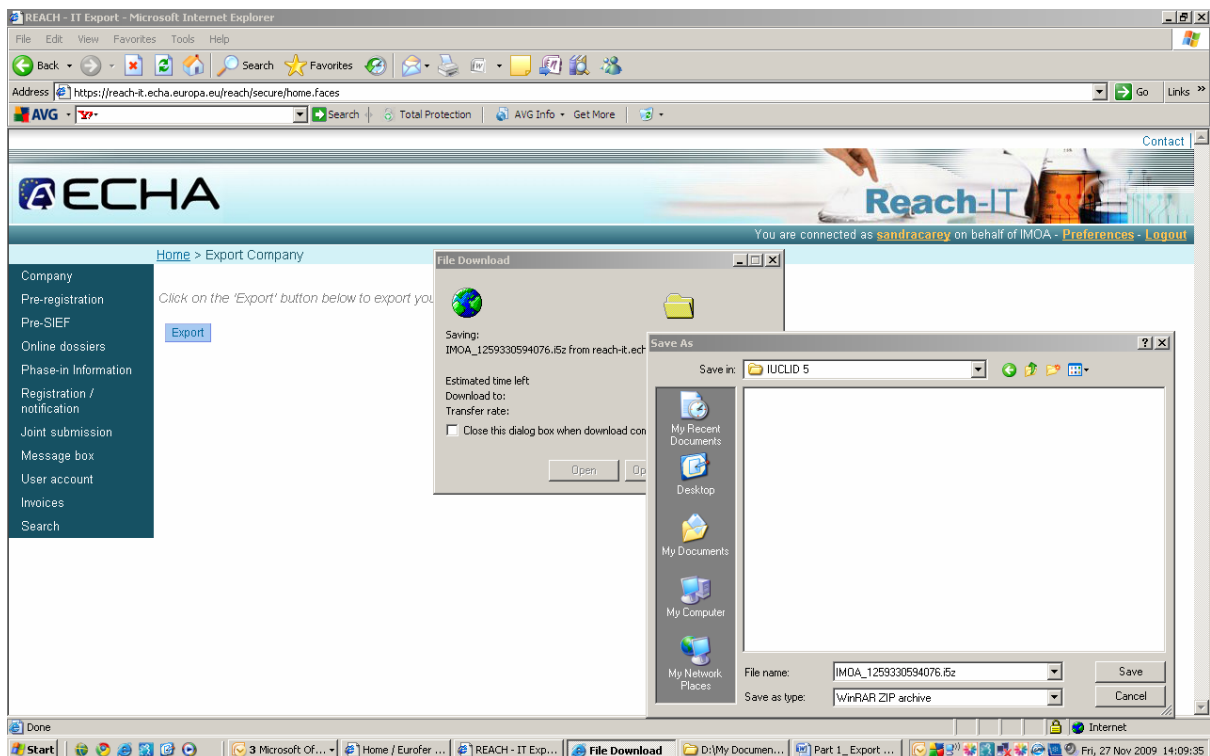 REACH - IT Export - Microsoft Internet Explorer
File Edit View Favorites Tools Help
Back Search Favorites
Address https://reach-it.echa.europa.eu/reach/secure/home.faces Go Links »
AVG Search Total Protection AVG Info Get More
Contact
ECHA
Reach-IT
You are connected as sandracarey on behalf of IMOA - Preferences - Logout
Home > Export Company
Company
Pre-registration
Pre-SIEF
Online dossiers
Phase-in Information
Registration /
notification
Joint submission
Message box
User account
Invoices
Search
Click on the 'Export' button below to export you
Export
File Download
Saving:
IMOA_1259330594076.i5z from reach-it.ech
Estimated time left
Download to:
Transfer rate:
Close this dialog box when download con
Open Op
Save As
Save in: IUCLID 5
My Recent
Documents
Desktop
My Documents
My Computer
My Network
Places
File name: IMOA_1259330594076.i5z Save
Save as type: WinRAR ZIP archive Cancel
Done Internet
Start 3 Microsoft Of... Home / Eurofer ... REACH - IT Exp... File Download D:\My Documen... Part 1_ Export ... Fri, 27 Nov 2009 14:09:35